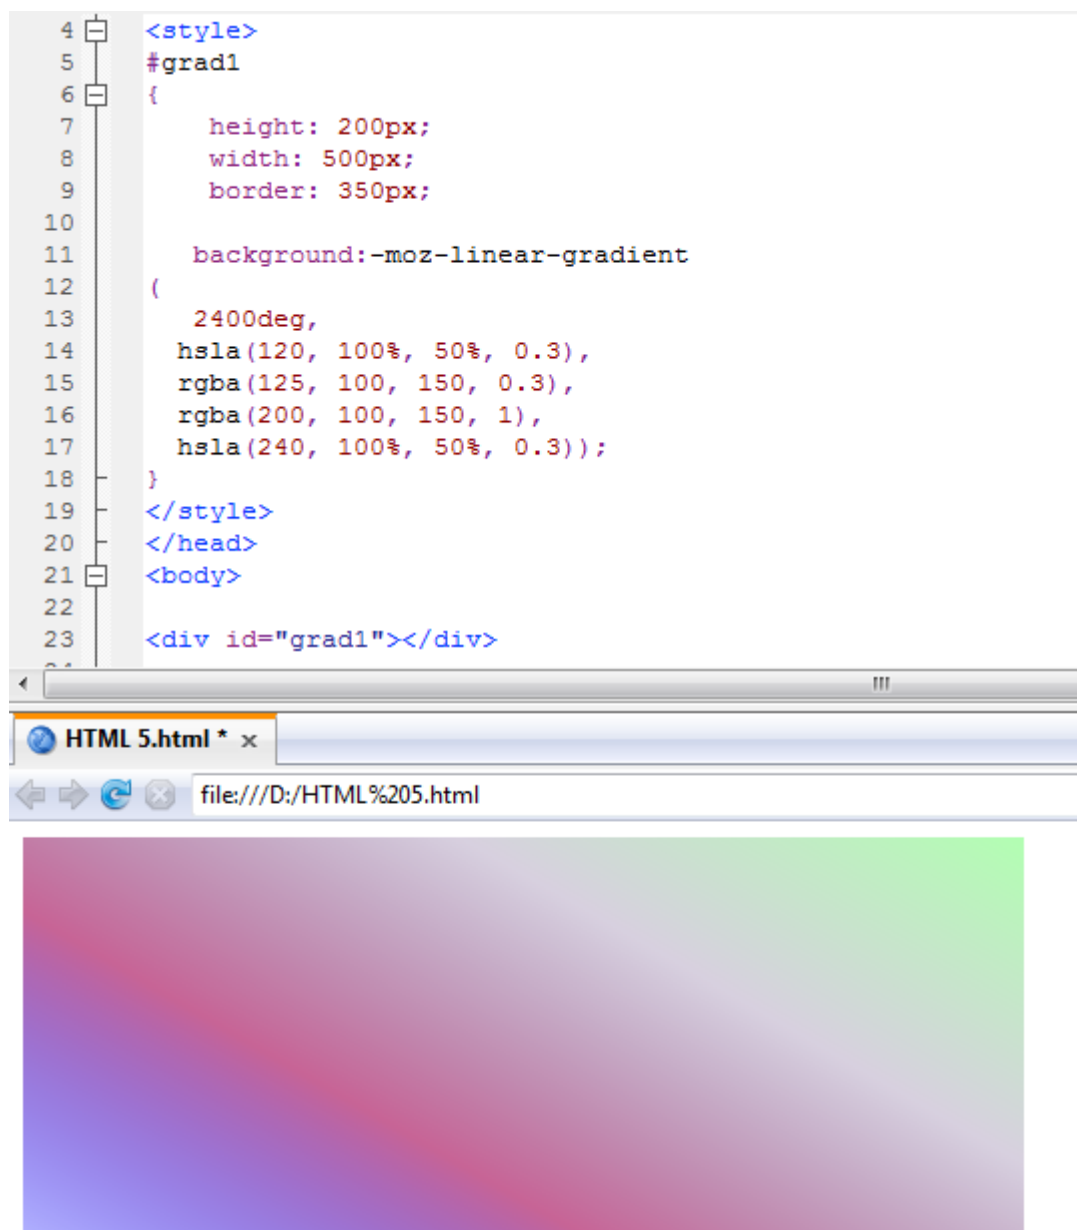 4 <style>
5 #grad1
6 {
7 height: 200px;
8 width: 500px;
9 border: 350px;
10
11 background:-moz-linear-gradient
12 (
13 2400deg,
14 hsla(120, 100%, 50%, 0.3),
15 rgba(125, 100, 150, 0.3),
16 rgba(200, 100, 150, 1),
17 hsla(240, 100%, 50%, 0.3));
18 }
19 </style>
20 </head>
21 <body>
22
23 <div id="grad1"></div>
HTML 5.html * x
file:///D:/HTML%205.html